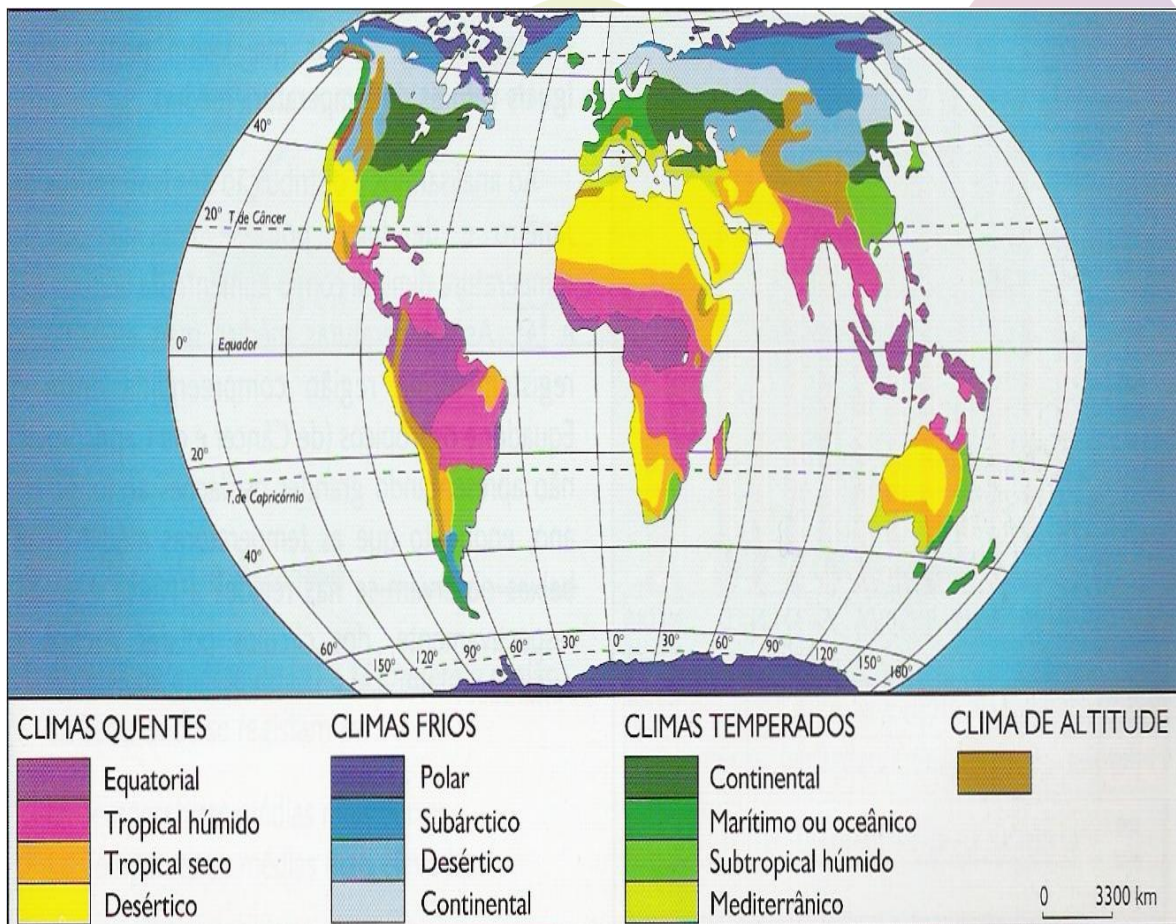 40°
20°
T. de Câncer
0°
Equador
20°
T. de Capricórnio
40°
60°
150°
120°
90°
60°
30°
0°
30°
60°
90°
120°
150°
180°
CLIMAS QUENTES
Equatorial
Tropical húmido
Tropical seco
Desértico
CLIMAS FRIOS
Polar
Subárctico
Desértico
Continental
CLIMAS TEMPERADOS
Continental
Marítimo ou oceânico
Subtropical húmido
Mediterrânico
CLIMA DE ALTITUDE
0 3300 km